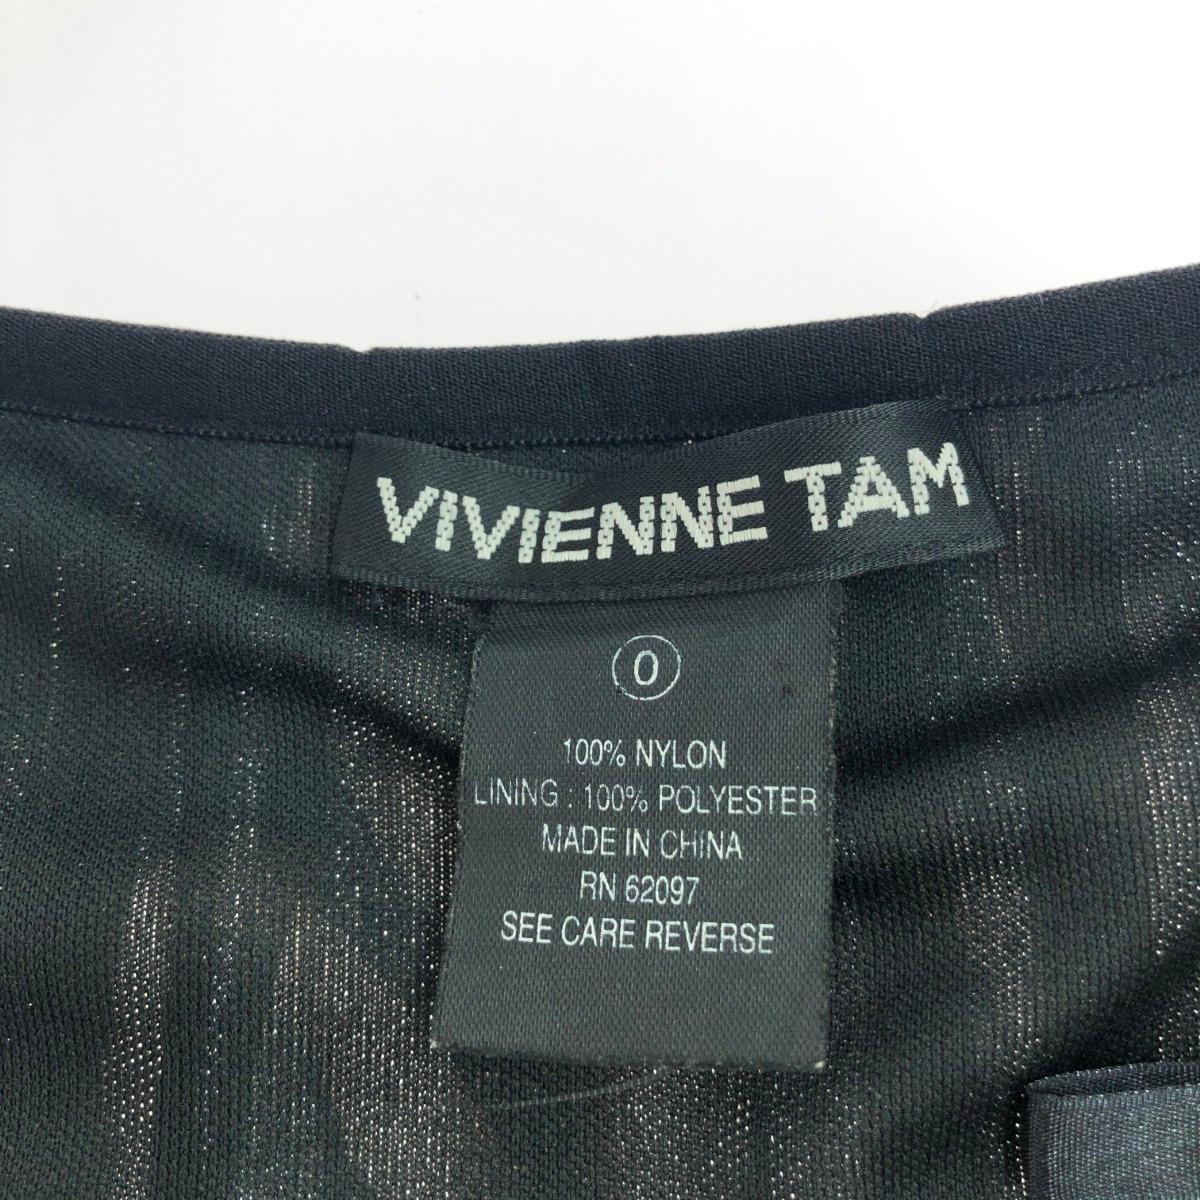 VIVIENNE TAM
0
100% NYLON
LINING : 100% POLYESTER
MADE IN CHINA
RN 62097
SEE CARE REVERSE